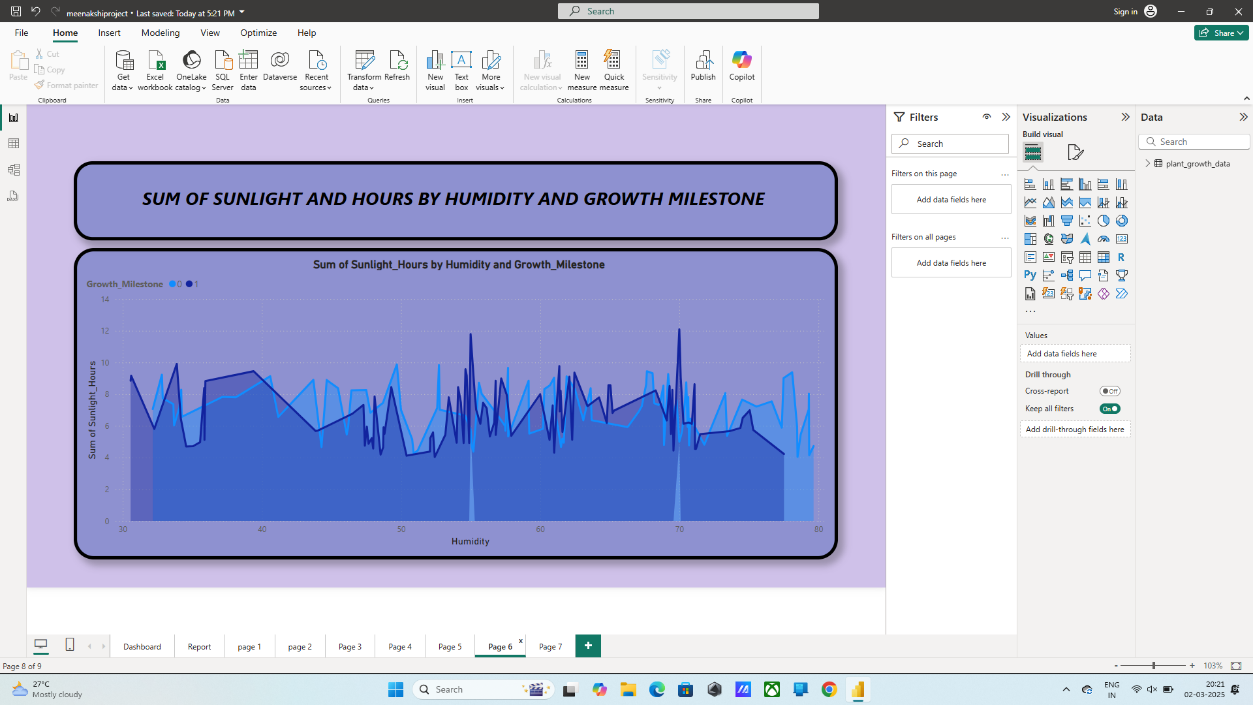 meenakshiproject • Last saved: Today at 5:21 PM
Search
Sign in
File Home Insert Modeling View Optimize Help
Share
Paste
Cut
Copy
Format painter
Clipboard
Get data
Excel workbook
OneLake catalog
SQL Server
Enter data
Dataverse
Recent sources
Data
Transform data
Refresh
Queries
New visual
Text box
More visuals
Insert
New visual calculation
New measure
Quick measure
Calculations
Sensitivity
Sensitivity
Publish
Share
Copilot
Copilot
SUM OF SUNLIGHT AND HOURS BY HUMIDITY AND GROWTH MILESTONE
Sum of Sunlight_Hours by Humidity and Growth_Milestone
Growth_Milestone 0 1
Sum of Sunlight_Hours
14
12
10
8
6
4
2
0
30 40 50 60 70 80
Humidity
Filters
Search
Filters on this page
Add data fields here
Filters on all pages
Add data fields here
Visualizations
Build visual
Values
Add data fields here
Drill through
Cross-report Off
Keep all filters On
Add drill-through fields here
Data
Search
plant_growth_data
Dashboard Report page 1 page 2 Page 3 Page 4 Page 5 Page 6 Page 7
Page 8 of 9
103%
27°C
Mostly cloudy
Search
ENG
IN
20:21
02-03-2025